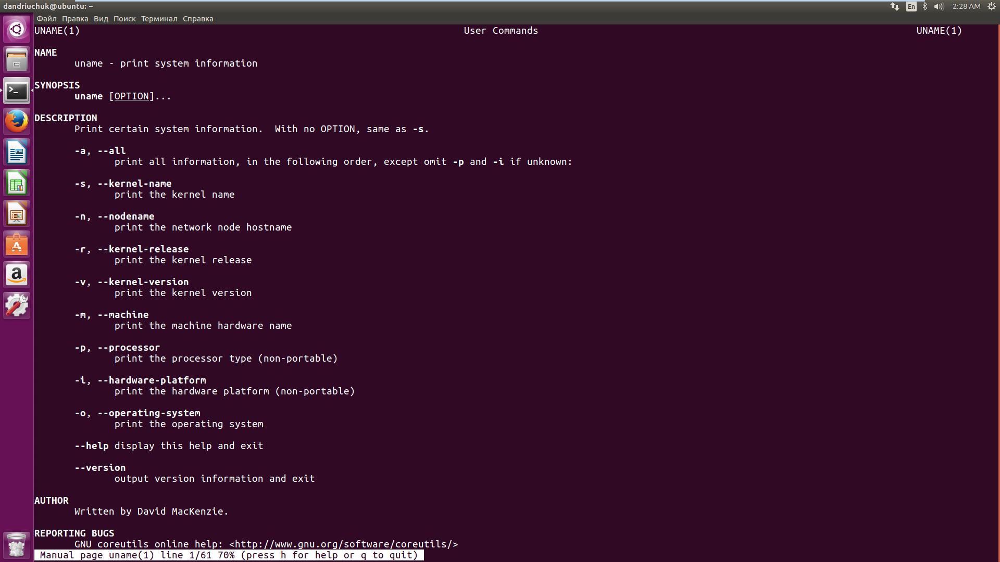 dandriuchuk@ubuntu: ~
En
2:28 AM
Файл Правка Вид Поиск Терминал Справка
UNAME(1) User Commands UNAME(1)
NAME
uname - print system information
SYNOPSIS
uname [OPTION]...
DESCRIPTION
Print certain system information.  With no OPTION, same as -s.
-a, --all
print all information, in the following order, except omit -p and -i if unknown:
-s, --kernel-name
print the kernel name
-n, --nodename
print the network node hostname
-r, --kernel-release
print the kernel release
-v, --kernel-version
print the kernel version
-m, --machine
print the machine hardware name
-p, --processor
print the processor type (non-portable)
-i, --hardware-platform
print the hardware platform (non-portable)
-o, --operating-system
print the operating system
--help display this help and exit
--version
output version information and exit
AUTHOR
Written by David MacKenzie.
REPORTING BUGS
GNU coreutils online help: <http://www.gnu.org/software/coreutils/>
Manual page uname(1) line 1/61 70% (press h for help or q to quit)